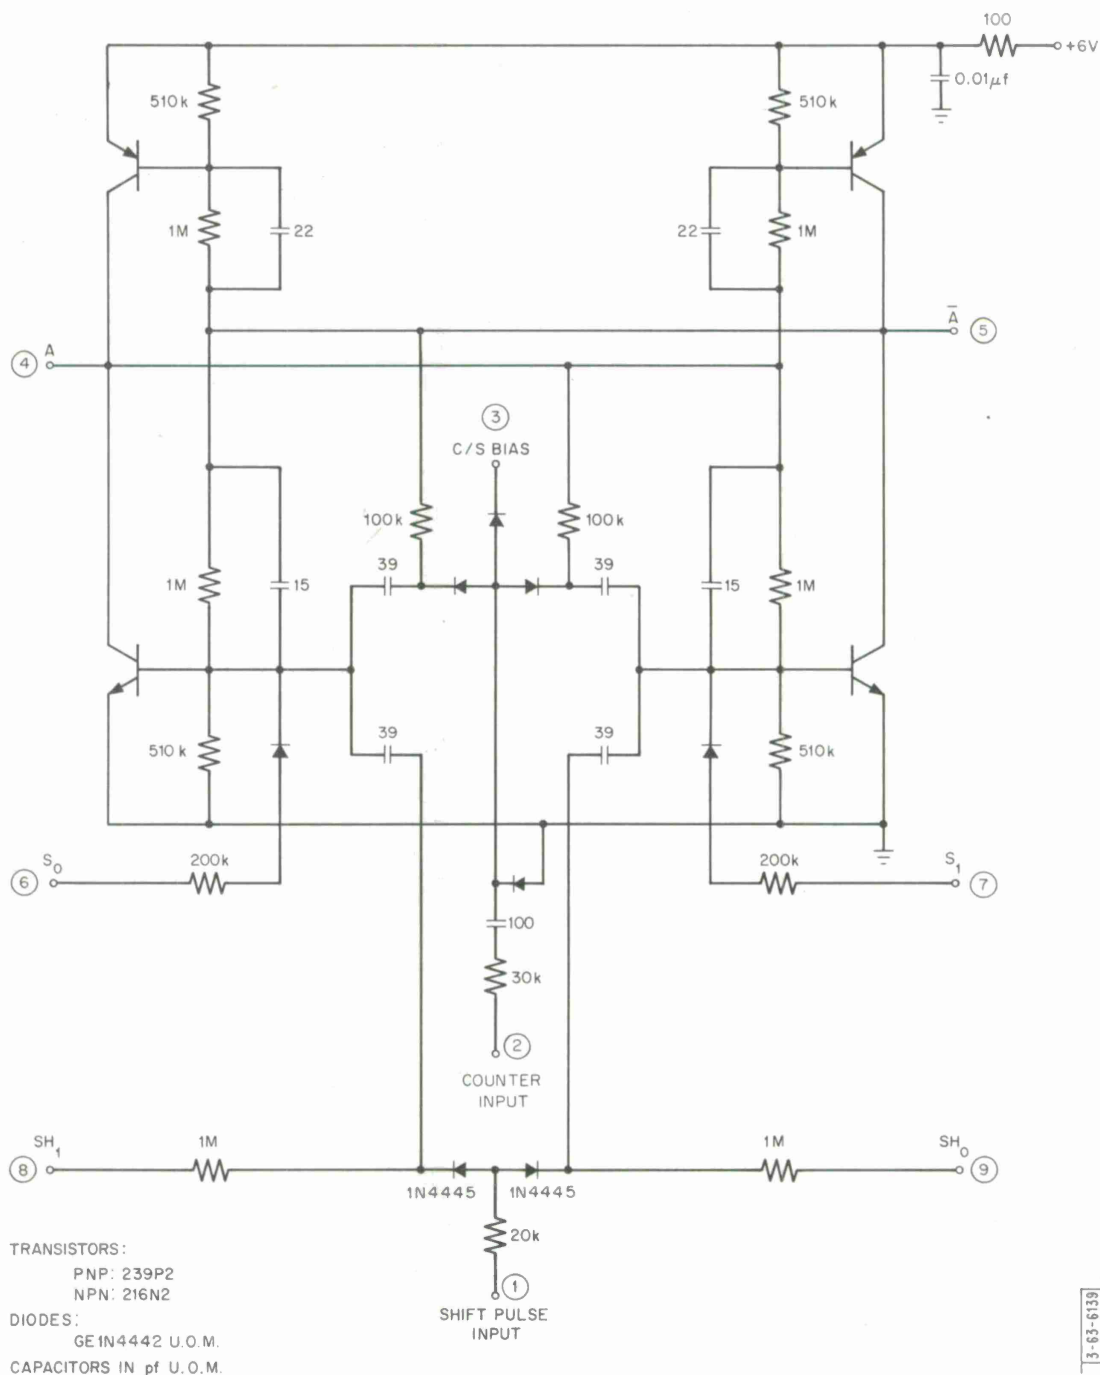 100
+6V
0.01µf
510k
510k
1M
22
22
1M
A
5
4
A
3
C/S BIAS
100k
100k
39
39
1M
15
15
1M
39
39
510k
510k
6
S0
200k
200k
S1
7
100
30k
2
COUNTER
INPUT
8
SH1
1M
1M
SH0
9
1N4445
1N4445
20k
1
SHIFT PULSE
INPUT
TRANSISTORS:
PNP: 239P2
NPN: 216N2
DIODES:
GE1N4442 U.O.M.
CAPACITORS IN pf U.O.M.
3-63-6139